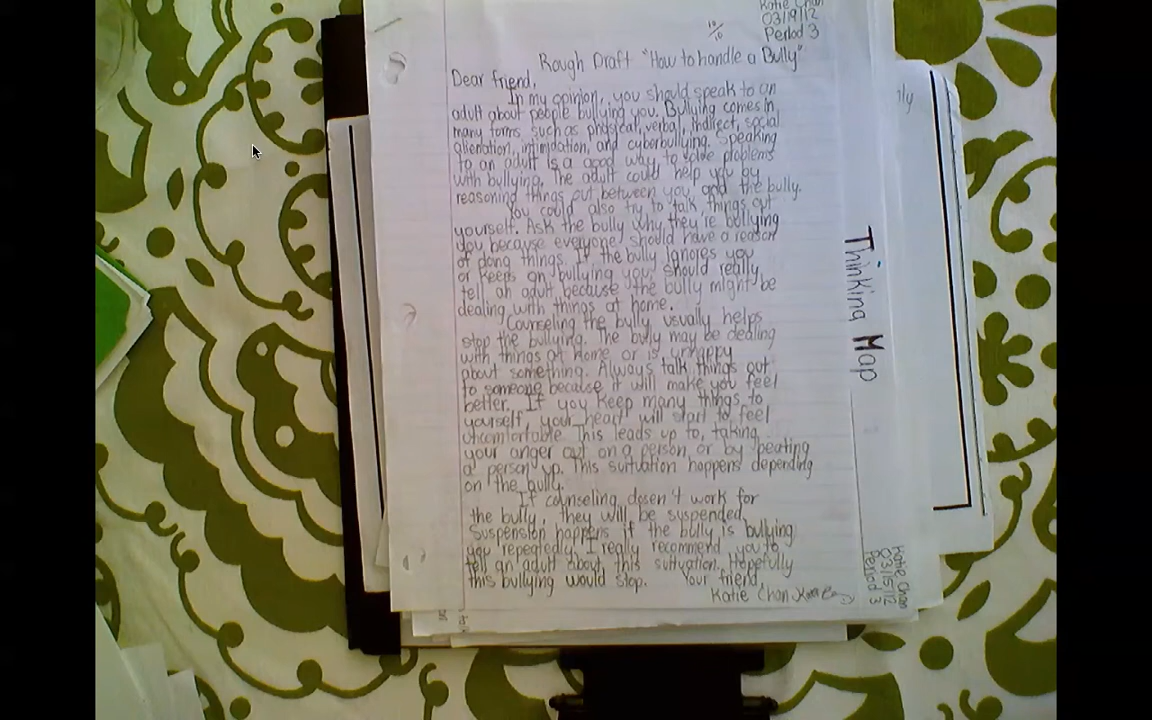 Katie Chan
03/19/12
Period 3
10/10
Rough Draft "How to handle a Bully"
Dear friend,
In my opinion, you should speak to an
adult about people bullying you. Bullying comes in
many forms such as physical, verbal, indirect, social
alienation, intimidation, and cyberbullying. Speaking
to an adult is a good way to solve problems
with bullying. The adult could help you by
reasoning things out between you and the bully.
You could also try to talk things out
yourself. Ask the bully why they're bullying
you because everyone should have a reason
of doing things. If the bully ignores you
or keeps on bullying you, should really
tell an adult because the bully might be
dealing with things at home.
Counseling the bully usually helps
stop the bullying. The bully may be dealing
with things at home or is unhappy
about something. Always talk things out
to someone because it will make you feel
better. If you keep many things to
yourself, your heart will start to feel
uncomfortable. This leads up to, taking
your anger out on a person or by beating
a person up. This suituation happens depending
on the bully.
If counseling dosen't work for
the bully, they will be suspended.
Suspension happens if the bully is bullying
you repeatedly. I really recommend you to
tell an adult about this suituation. Hopefully
this bullying would stop. Your friend,
Katie Chan
Thinking Map
Katie Chan
03/15/12
Period 3